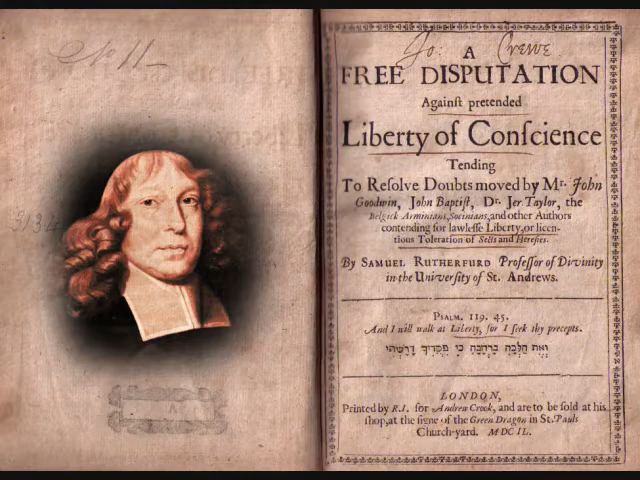 No 11
3134
Jo: Crewe
A
FREE DISPUTATION
Againſt pretended
Liberty of Conſcience
Tending
To Reſolve Doubts moved by Mr. John
Goodwin, John Baptiſt, Dr. Jer. Taylor, the
Belgick Arminians, Socinians, and other Authors
contending for lawleſſe Liberty, or licen-
tious Toleration of Sects and Hereſies.
By SAMUEL RUTHERFURD Profeſſor of Divinity
in the Univerſity of St. Andrews.
PSALM. 119. 45.
And I will walk at Liberty, for I ſeek thy precepts.
וְאֶת הַלְּכָה בָרְחָבָה כִּי פִקֻּדֶיךָ דָרָשְׁתִּי
LONDON,
Printed by R.I. for Andrew Crook, and are to be ſold at his
ſhop, at the ſigne of the Green Dragon in St. Pauls
Church-yard. MDCIL.